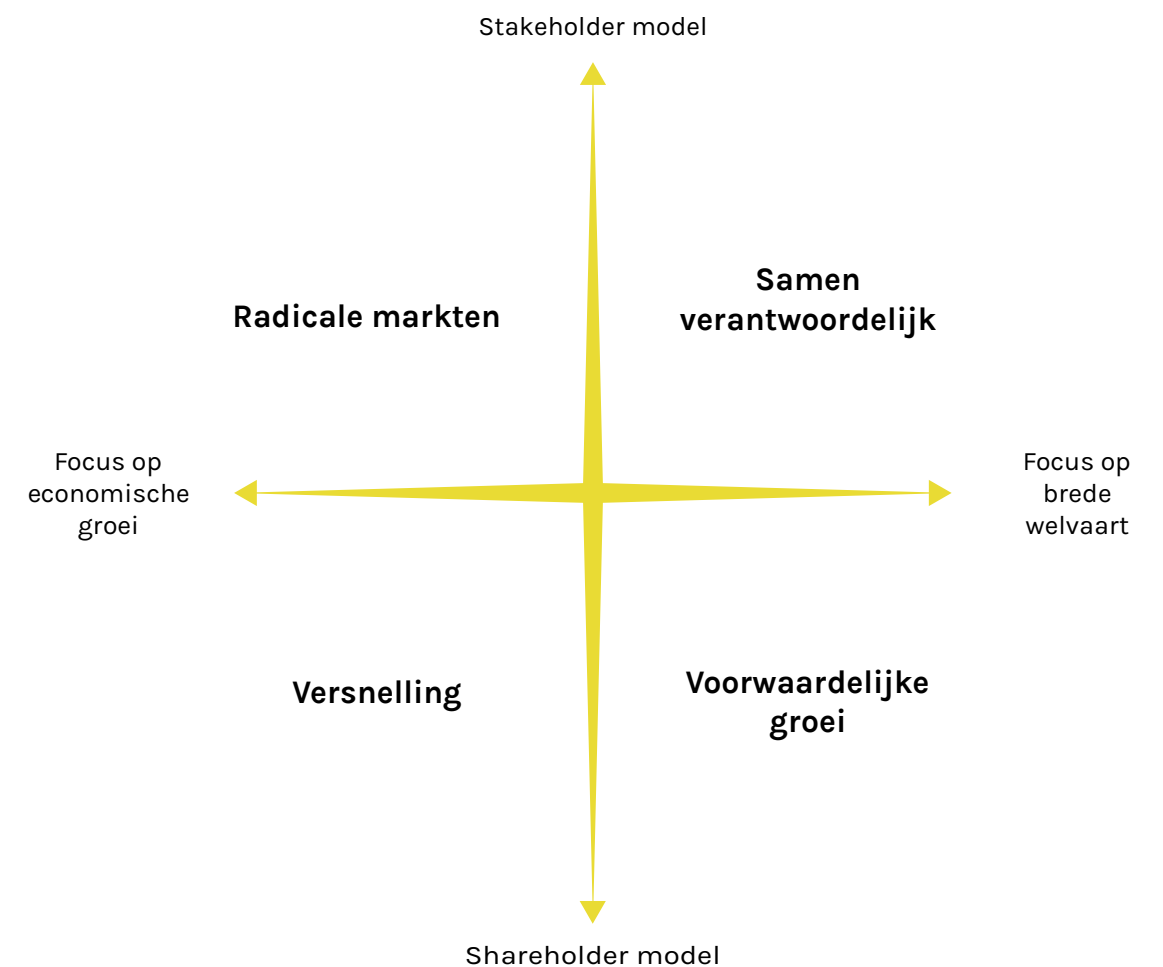 Stakeholder model
Samen
verantwoordelijk
Radicale markten
Focus op
economische
groei
Focus op
brede
welvaart
Versnelling
Voorwaardelijke
groei
Shareholder model